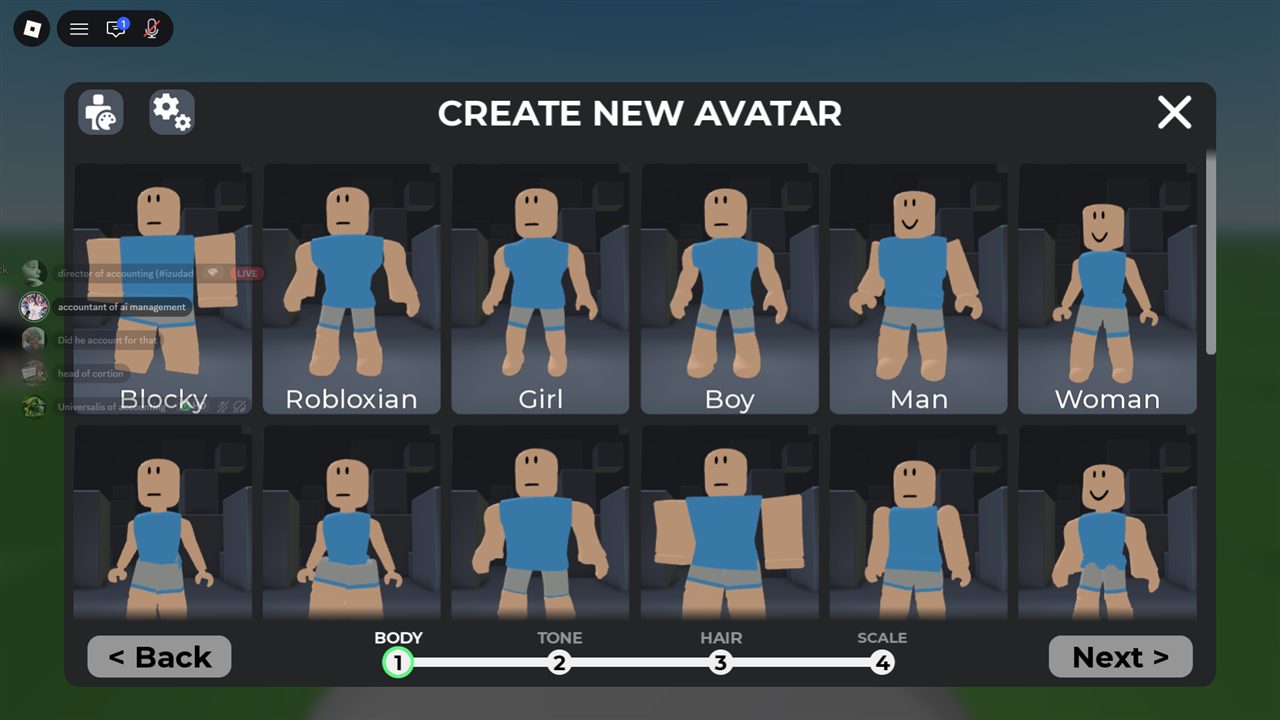 1
CREATE NEW AVATAR
director of accounting (#izudad
LIVE
accountant of ai management
Did he account for that
head of cortion
Universalis of accounting
Blocky
Robloxian
Girl
Boy
Man
Woman
< Back
BODY
TONE
HAIR
SCALE
1
2
3
4
Next >